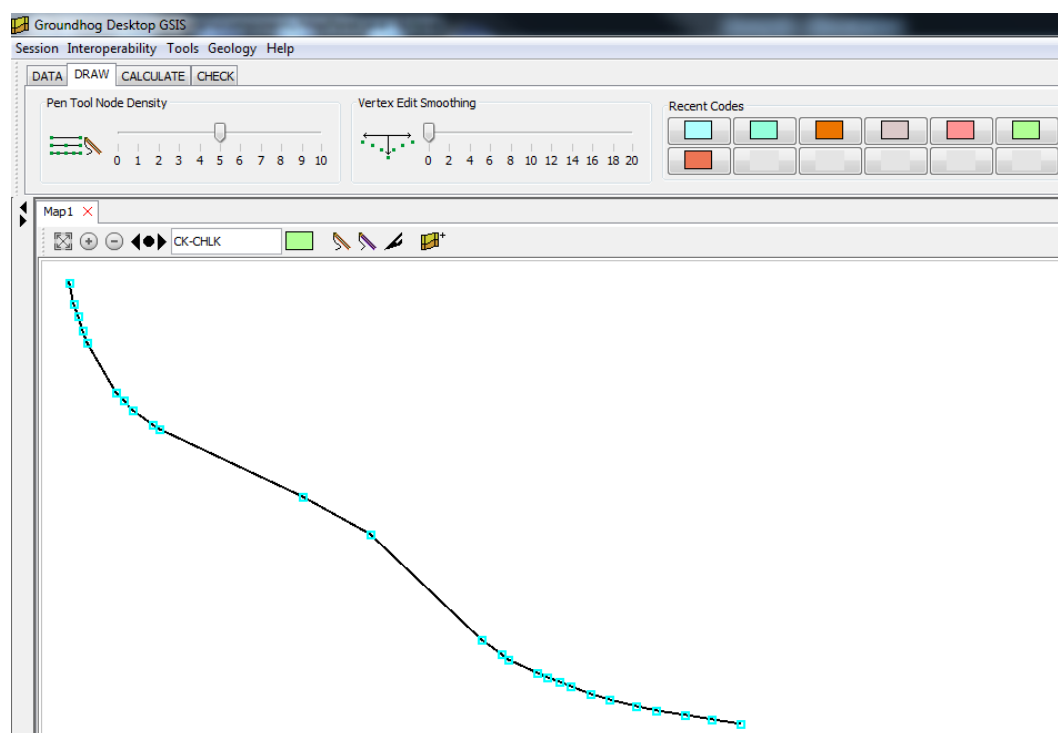 Groundhog Desktop GSIS
Session Interoperability Tools Geology Help
DATA DRAW CALCULATE CHECK
Pen Tool Node Density
Vertex Edit Smoothing
Recent Codes
0 1 2 3 4 5 6 7 8 9 10
0 2 4 6 8 10 12 14 16 18 20
Map1
CK-CHLK